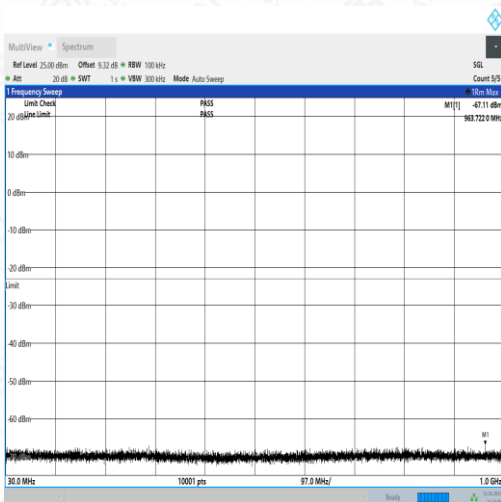 MultiView Spectrum
Ref Level 25.00 dBm Offset 9.32 dB RBW 100 kHz SGL
Att 20 dB SWT 1 s VBW 300 kHz Mode Auto Sweep Count 5/5
1 Frequency Sweep 1Rm Max
Limit Check PASS M1[1] -67.11 dBm
20 dBm Line Limit PASS 963.722 0 MHz
10 dBm
0 dBm
-10 dBm
-20 dBm
Limit
-30 dBm
-40 dBm
-50 dBm
-60 dBm
M1
30.0 MHz 10001 pts 97.0 MHz/ 1.0 GHz
Ready